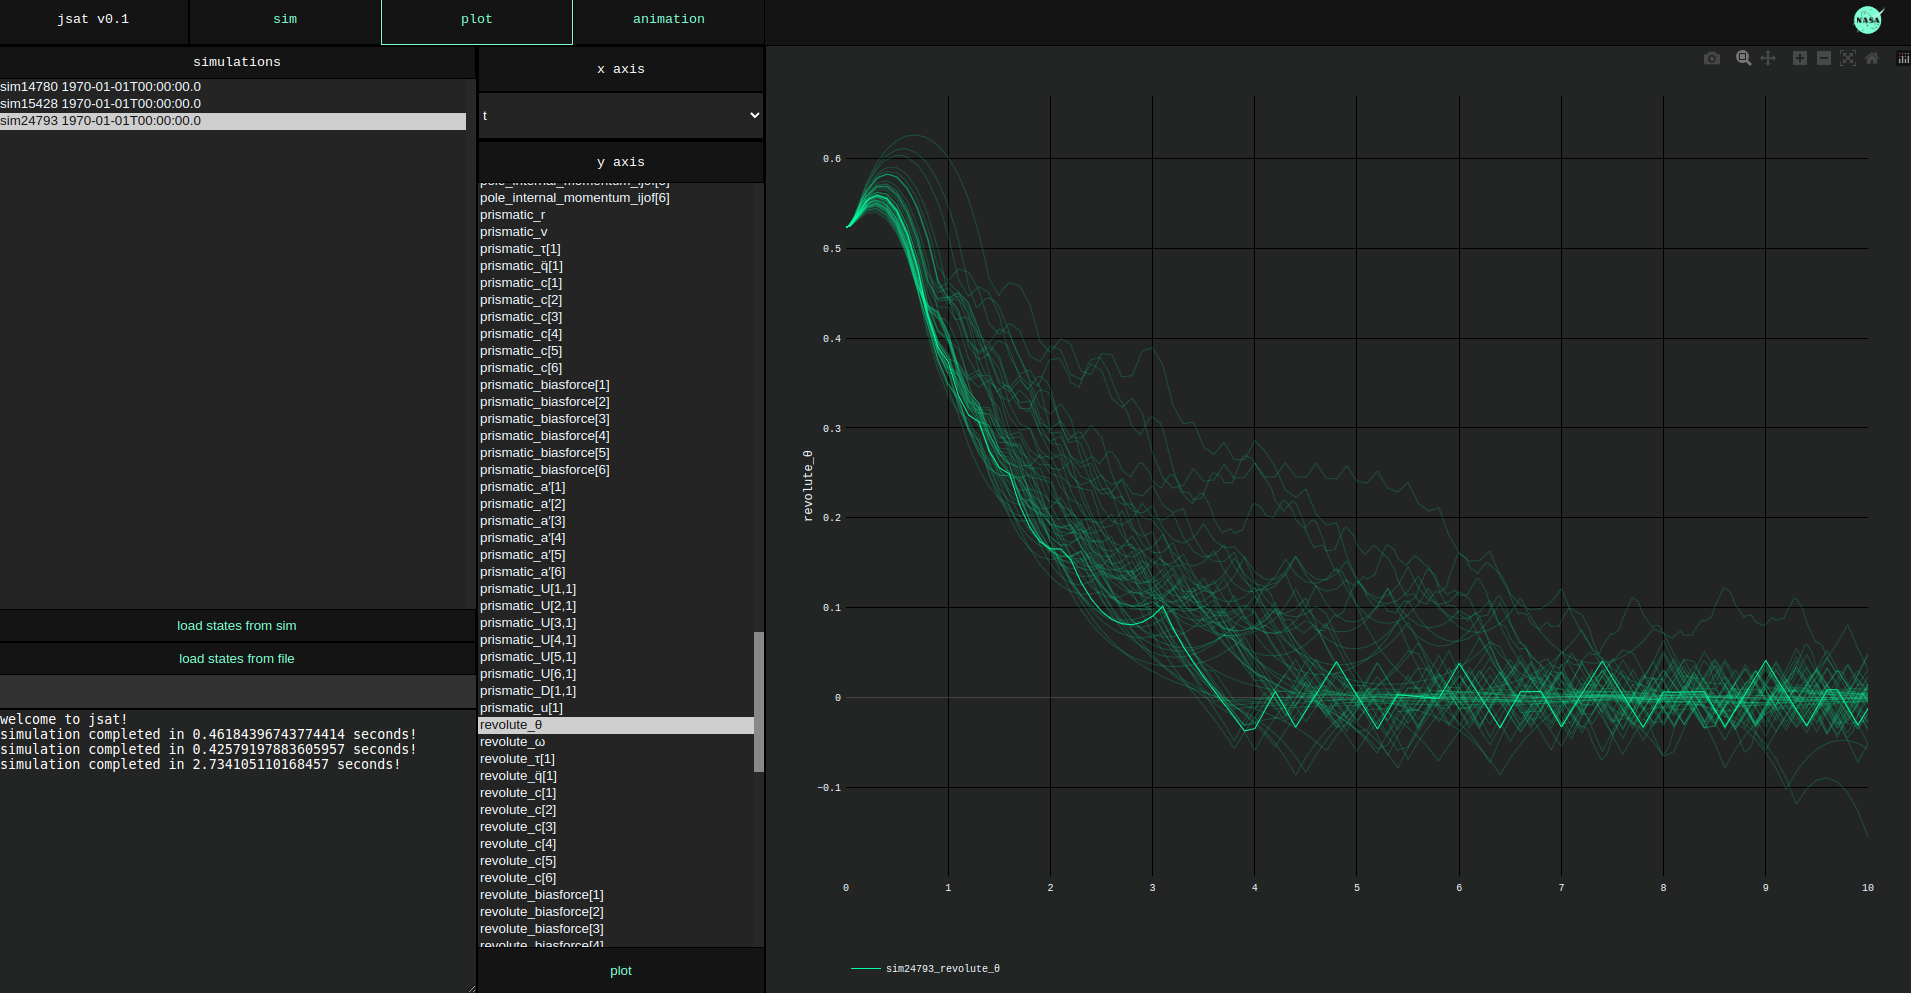 jsat v0.1
sim
plot
animation
NASA
simulations
sim14780 1970-01-01T00:00:00.0
sim15428 1970-01-01T00:00:00.0
sim24793 1970-01-01T00:00:00.0
load states from sim
load states from file
welcome to jsat!
simulation completed in 0.46184396743774414 seconds!
simulation completed in 0.42579197883605957 seconds!
simulation completed in 2.734105110168457 seconds!
x axis
t
y axis
pole_internal_momentum_ijof[6]
prismatic_r
prismatic_v
prismatic_τ[1]
prismatic_q̈[1]
prismatic_c[1]
prismatic_c[2]
prismatic_c[3]
prismatic_c[4]
prismatic_c[5]
prismatic_c[6]
prismatic_biasforce[1]
prismatic_biasforce[2]
prismatic_biasforce[3]
prismatic_biasforce[4]
prismatic_biasforce[5]
prismatic_biasforce[6]
prismatic_a′[1]
prismatic_a′[2]
prismatic_a′[3]
prismatic_a′[4]
prismatic_a′[5]
prismatic_a′[6]
prismatic_U[1,1]
prismatic_U[2,1]
prismatic_U[3,1]
prismatic_U[4,1]
prismatic_U[5,1]
prismatic_U[6,1]
prismatic_D[1,1]
prismatic_u[1]
revolute_θ
revolute_ω
revolute_τ[1]
revolute_q̈[1]
revolute_c[1]
revolute_c[2]
revolute_c[3]
revolute_c[4]
revolute_c[5]
revolute_c[6]
revolute_biasforce[1]
revolute_biasforce[2]
revolute_biasforce[3]
revolute_biasforce[4]
plot
revolute_θ
0.6
0.5
0.4
0.3
0.2
0.1
0
−0.1
0 1 2 3 4 5 6 7 8 9 10
sim24793_revolute_θ